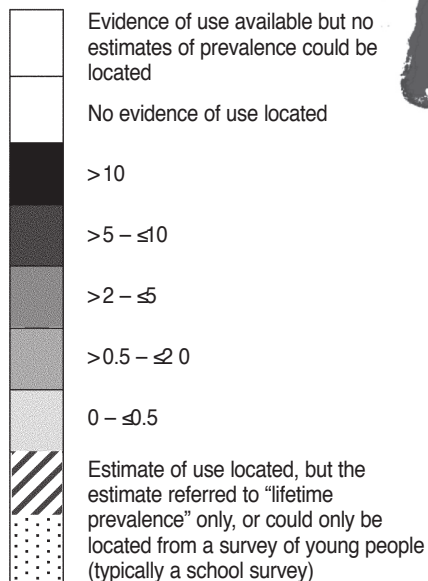 Evidence of use available but no
estimates of prevalence could be
located
No evidence of use located
>10
>5 – ≤10
>2 – ≤5
>0.5 – ≤2 0
0 – ≤0.5
Estimate of use located, but the
estimate referred to “lifetime
prevalence” only, or could only be
located from a survey of young people
(typically a school survey)